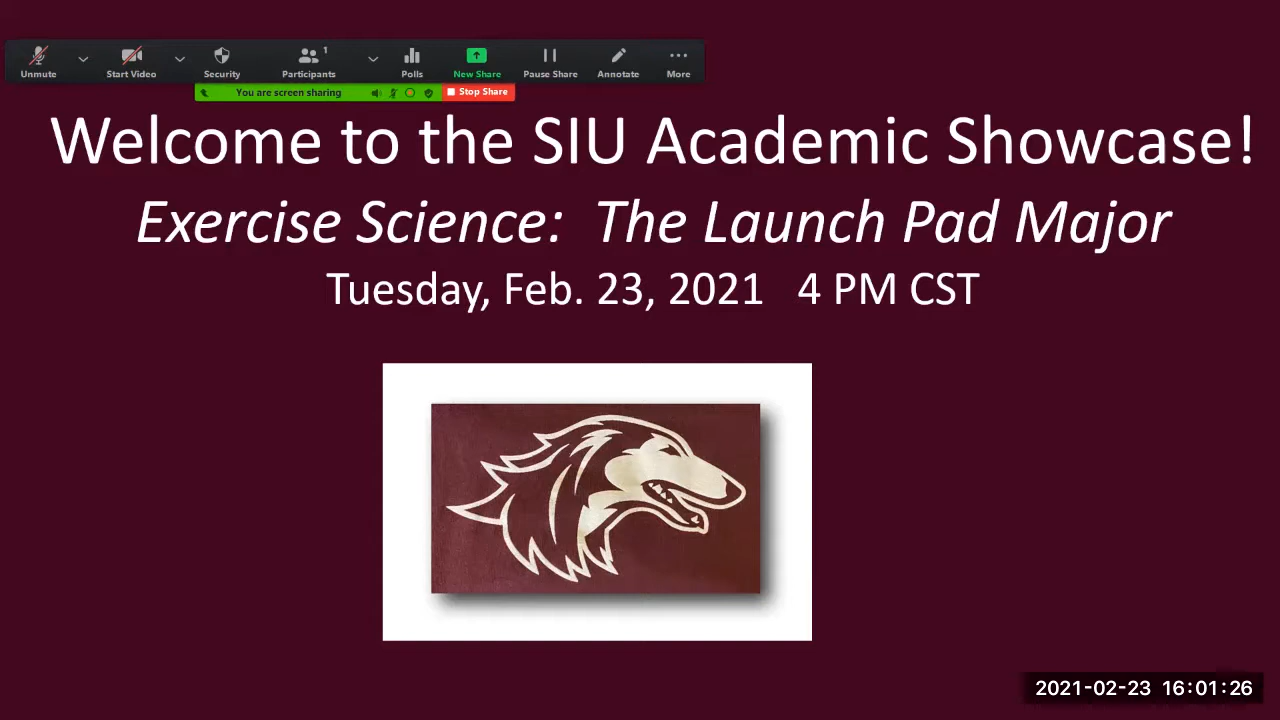 1
Unmute Start Video Security Participants Polls New Share Pause Share Annotate More
You are screen sharing Stop Share
Welcome to the SIU Academic Showcase!
Exercise Science: The Launch Pad Major
Tuesday, Feb. 23, 2021 4 PM CST
2021-02-23 16:01:26